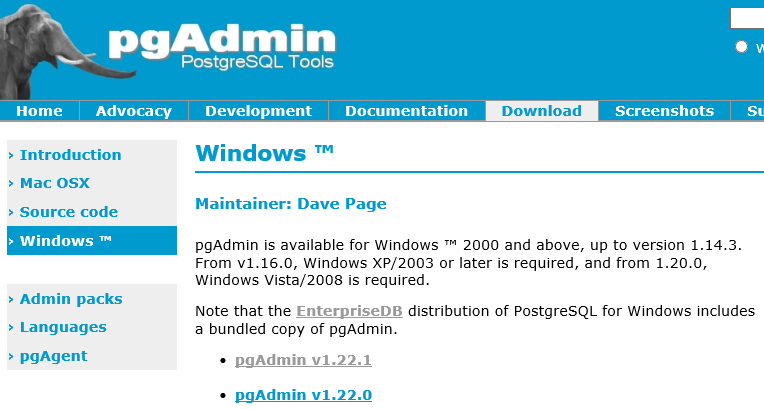 pgAdmin
PostgreSQL Tools
Home
Advocacy
Development
Documentation
Download
Screenshots
› Introduction
› Mac OSX
› Source code
› Windows ™
› Admin packs
› Languages
› pgAgent
Windows ™
Maintainer: Dave Page
pgAdmin is available for Windows ™ 2000 and above, up to version 1.14.3.
From v1.16.0, Windows XP/2003 or later is required, and from 1.20.0,
Windows Vista/2008 is required.
Note that the EnterpriseDB distribution of PostgreSQL for Windows includes
a bundled copy of pgAdmin.
• pgAdmin v1.22.1
• pgAdmin v1.22.0